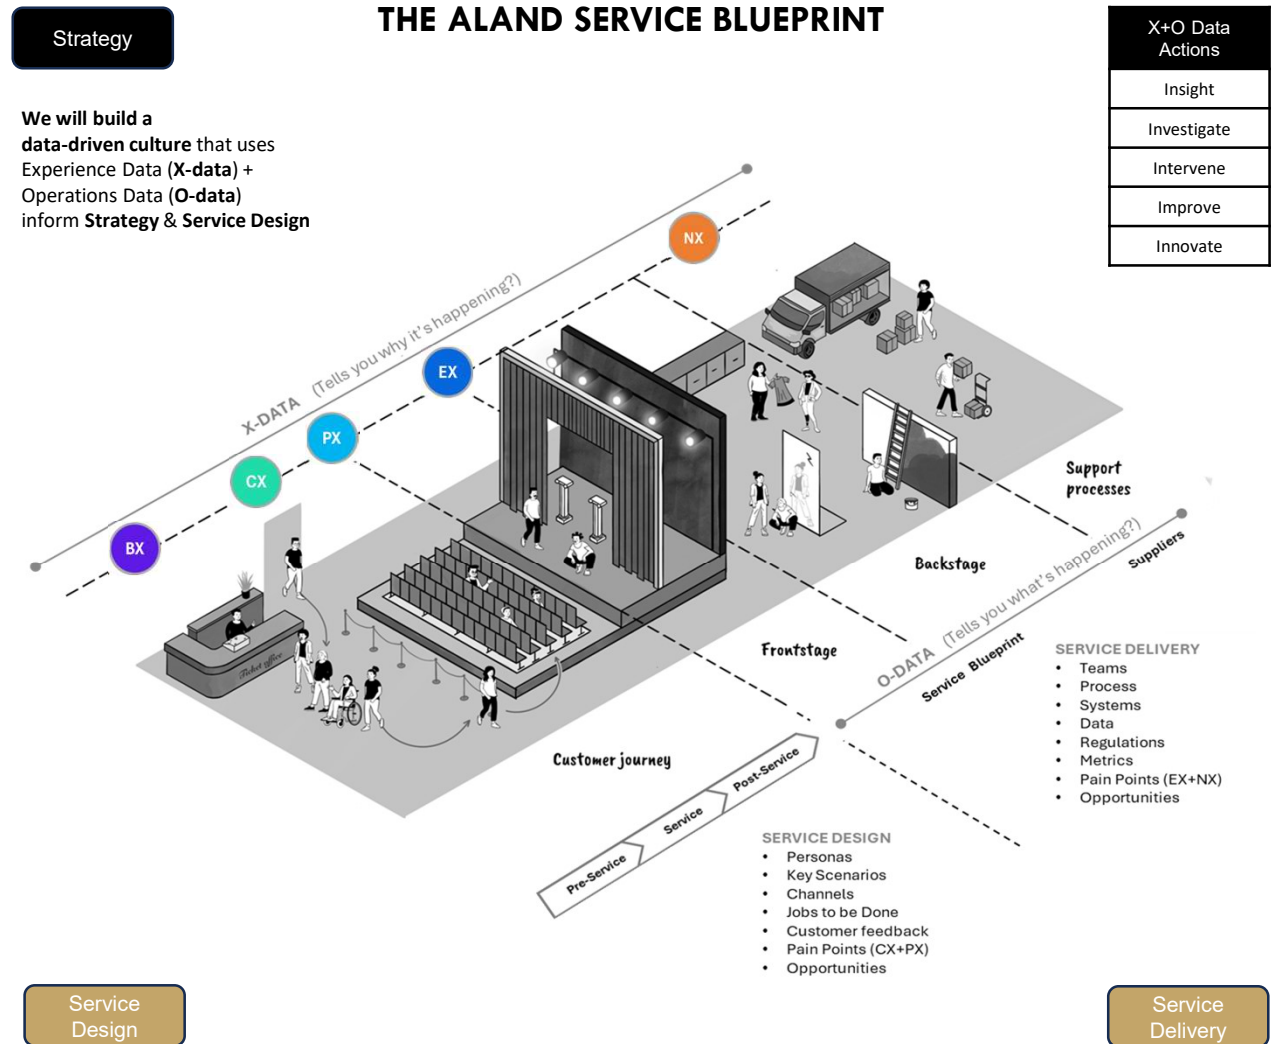 THE ALAND SERVICE BLUEPRINT
Strategy
X+O Data
Actions
Insight
Investigate
Intervene
Improve
Innovate
We will build a
data-driven culture that uses
Experience Data (X-data) +
Operations Data (O-data)
inform Strategy & Service Design
X-DATA (Tells you why it's happening?)
NX
EX
PX
CX
BX
Ticket office
Support
processes
Backstage
Frontstage
Customer journey
O-DATA (Tells you what's happening?)
Service Blueprint
Suppliers
Pre-Service
Service
Post-Service
SERVICE DELIVERY
• Teams
• Process
• Systems
• Data
• Regulations
• Metrics
• Pain Points (EX+NX)
• Opportunities
SERVICE DESIGN
• Personas
• Key Scenarios
• Channels
• Jobs to be Done
• Customer feedback
• Pain Points (CX+PX)
• Opportunities
Service
Design
Service
Delivery